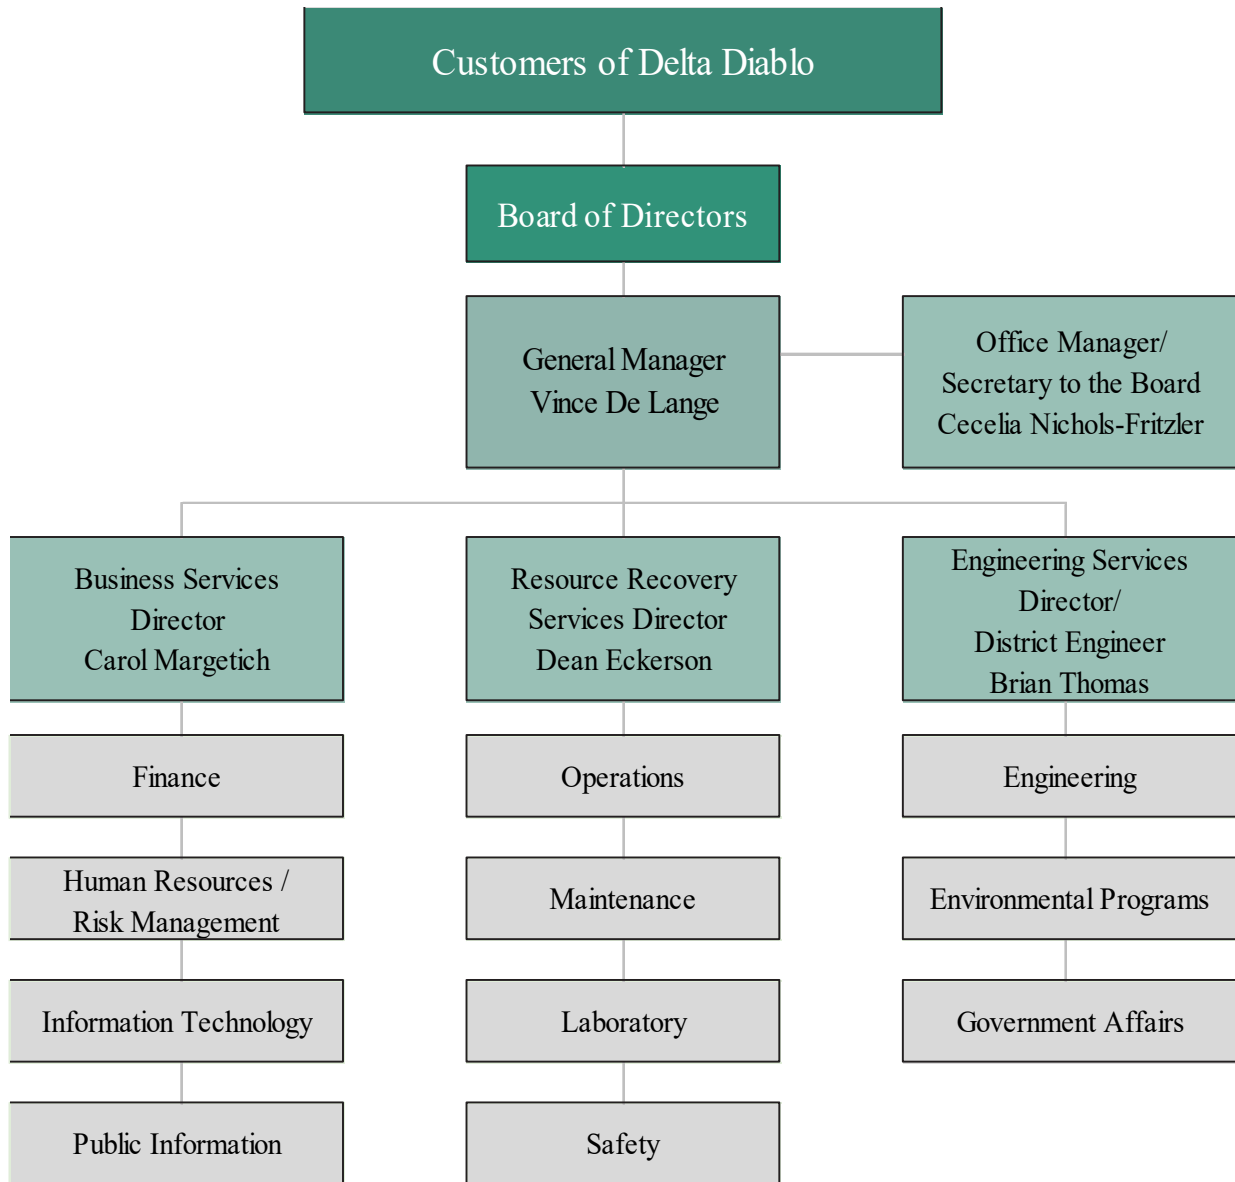 Customers of Delta Diablo
Board of Directors
General Manager
Vince De Lange
Office Manager/
Secretary to the Board
Cecelia Nichols-Fritzler
Business Services
Director
Carol Margetich
Resource Recovery
Services Director
Dean Eckerson
Engineering Services
Director/
District Engineer
Brian Thomas
Finance
Operations
Engineering
Human Resources /
Risk Management
Maintenance
Environmental Programs
Information Technology
Laboratory
Government Affairs
Public Information
Safety